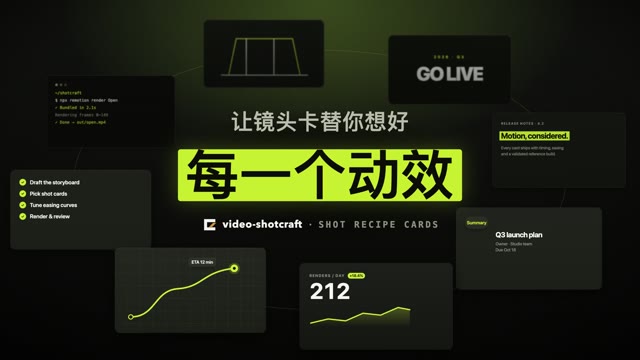 2026 · Q3
GO LIVE
~/shotcraft
$ npx remotion render Open
✓ Bundled in 2.1s
Rendering frames 0-149
✓ Done → out/open.mp4
让镜头卡替你想好
RELEASE NOTES · 4.2
Motion, considered.
Every card ships with timing, easing
and a validated reference build.
每一个动效
Draft the storyboard
Pick shot cards
Tune easing curves
Render & review
video-shotcraft · SHOT RECIPE CARDS
Summary
Q3 launch plan
Owner · Studio team
Due Oct 18
ETA 12 min
RENDERS / DAY +18.6%
212